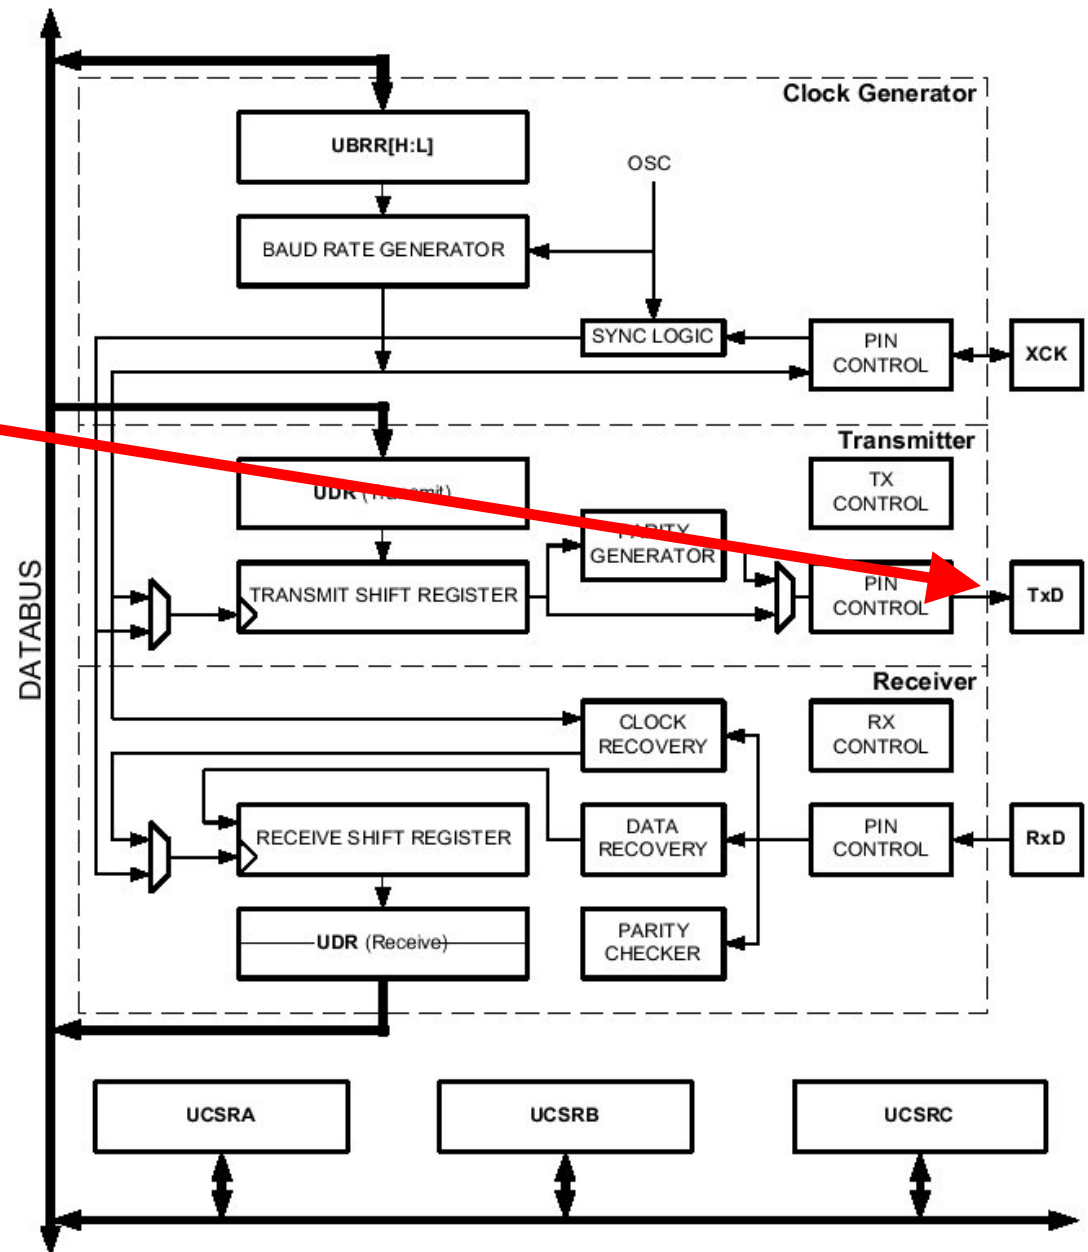 Clock Generator
UBRR[H:L]
OSC
BAUD RATE GENERATOR
SYNC LOGIC
PIN
CONTROL
XCK
Transmitter
UDR (Transmit)
TX
CONTROL
PARITY
GENERATOR
TRANSMIT SHIFT REGISTER
PIN
CONTROL
TxD
DATABUS
Receiver
CLOCK
RECOVERY
RX
CONTROL
RECEIVE SHIFT REGISTER
DATA
RECOVERY
PIN
CONTROL
RxD
UDR (Receive)
PARITY
CHECKER
UCSRA
UCSRB
UCSRC